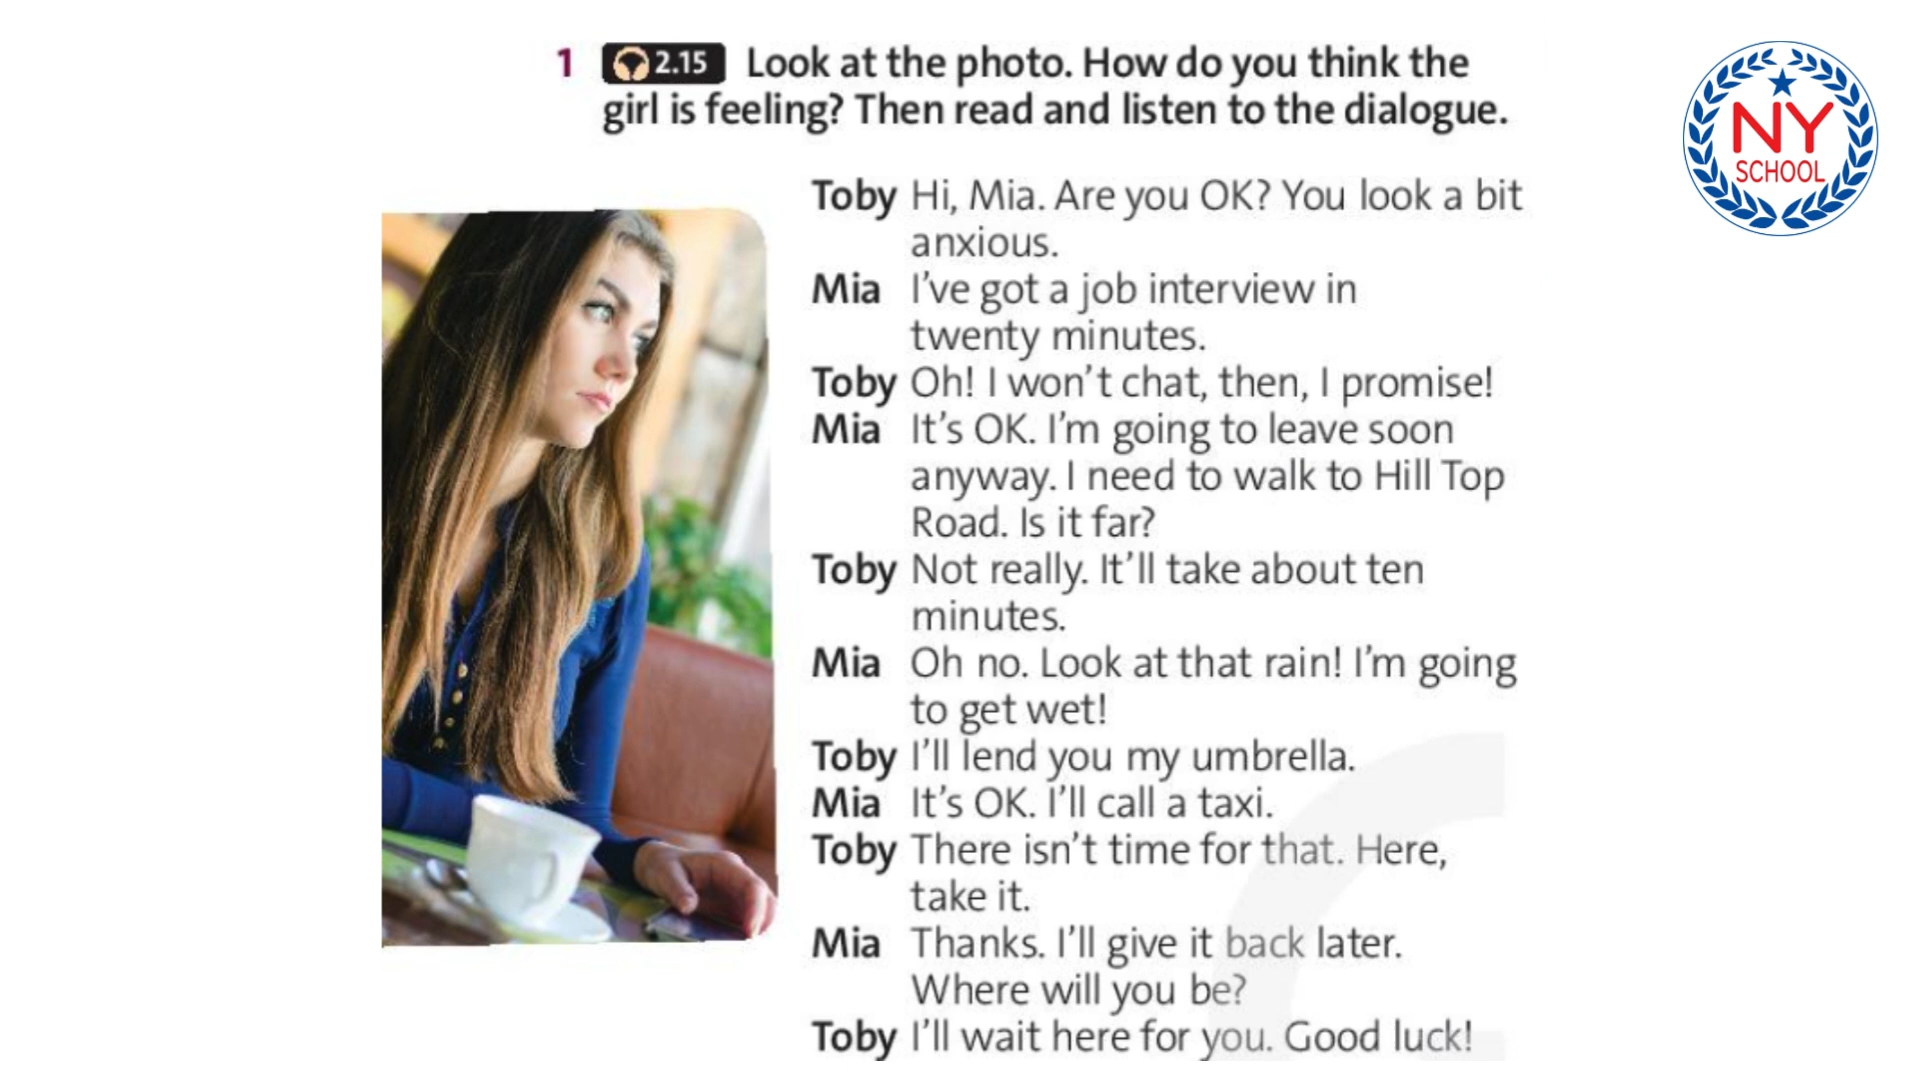 1 2.15 Look at the photo. How do you think the
girl is feeling? Then read and listen to the dialogue.
NY
SCHOOL
Toby Hi, Mia. Are you OK? You look a bit
anxious.
Mia I've got a job interview in
twenty minutes.
Toby Oh! I won't chat, then, I promise!
Mia It's OK. I'm going to leave soon
anyway. I need to walk to Hill Top
Road. Is it far?
Toby Not really. It'll take about ten
minutes.
Mia Oh no. Look at that rain! I'm going
to get wet!
Toby I'll lend you my umbrella.
Mia It's OK. I'll call a taxi.
Toby There isn't time for that. Here,
take it.
Mia Thanks. I'll give it back later.
Where will you be?
Toby I'll wait here for you. Good luck!